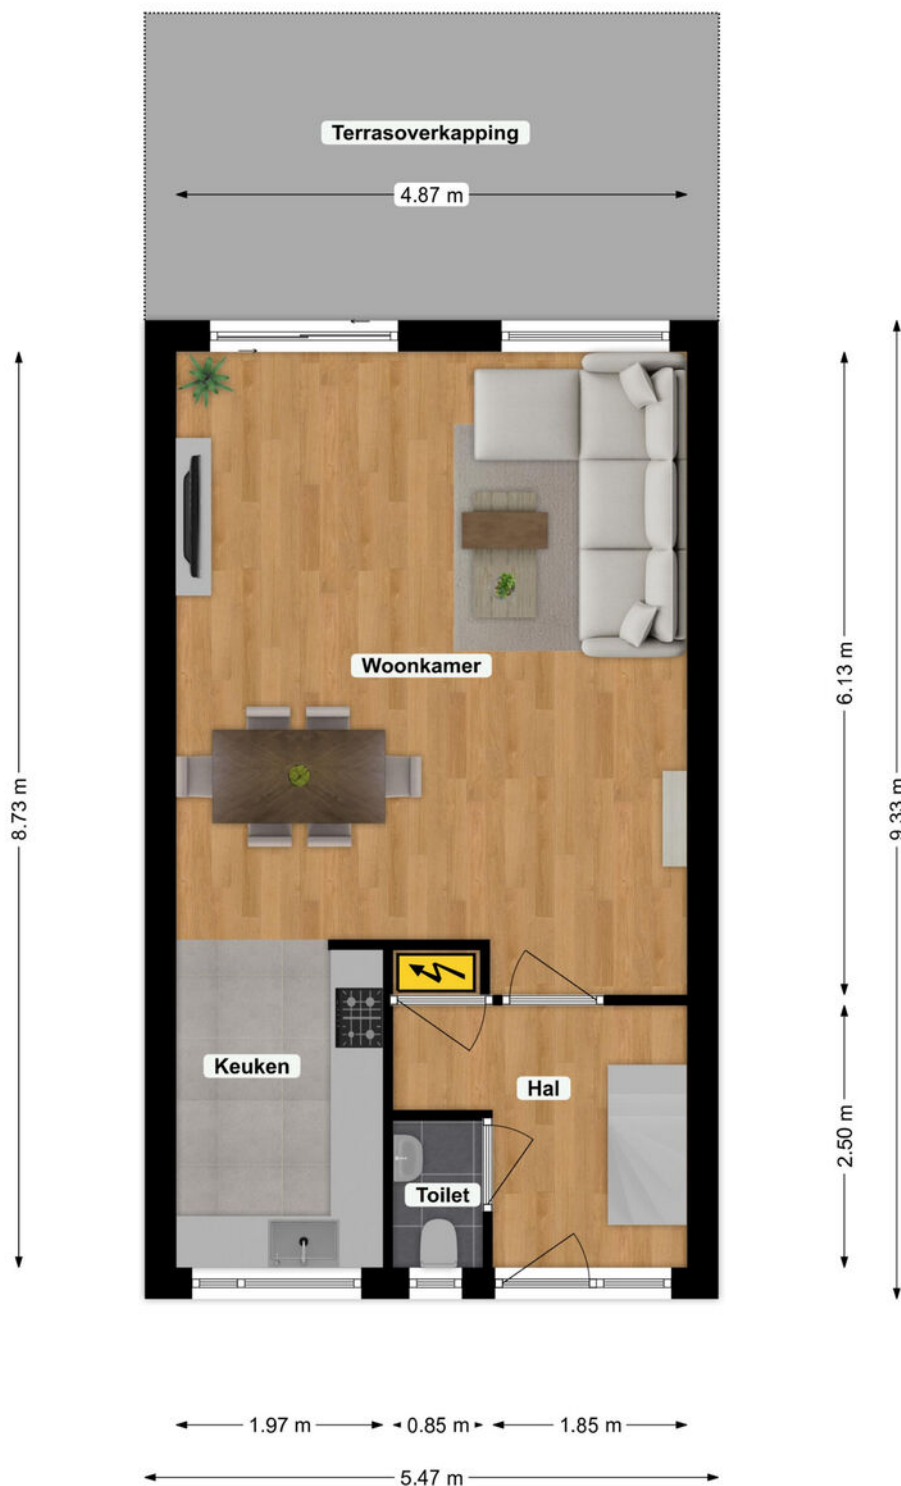 Terrasoverkapping
4.87 m
Woonkamer
6.13 m
8.73 m
9.33 m
Keuken
Hal
2.50 m
Toilet
1.97 m
0.85 m
1.85 m
5.47 m